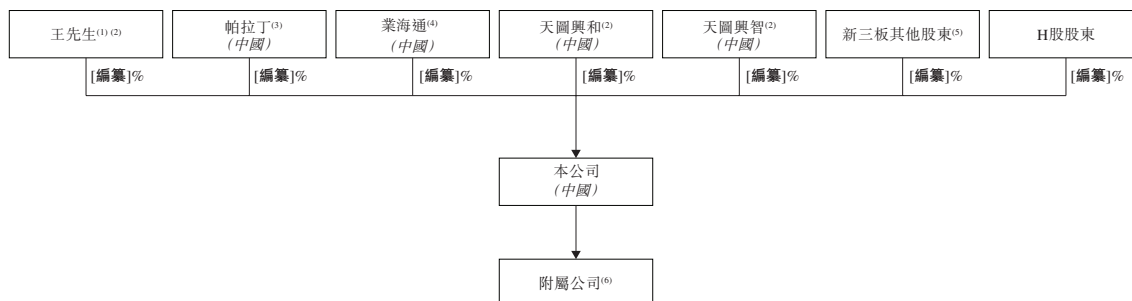 王先生(1) (2)
帕拉丁(3)
(中國)
業海通(4)
(中國)
天圖興和(2)
(中國)
天圖興智(2)
(中國)
新三板其他股東(5)
H股股東
[編纂]%
[編纂]%
[編纂]%
[編纂]%
[編纂]%
[編纂]%
[編纂]%
本公司
(中國)
附屬公司(6)